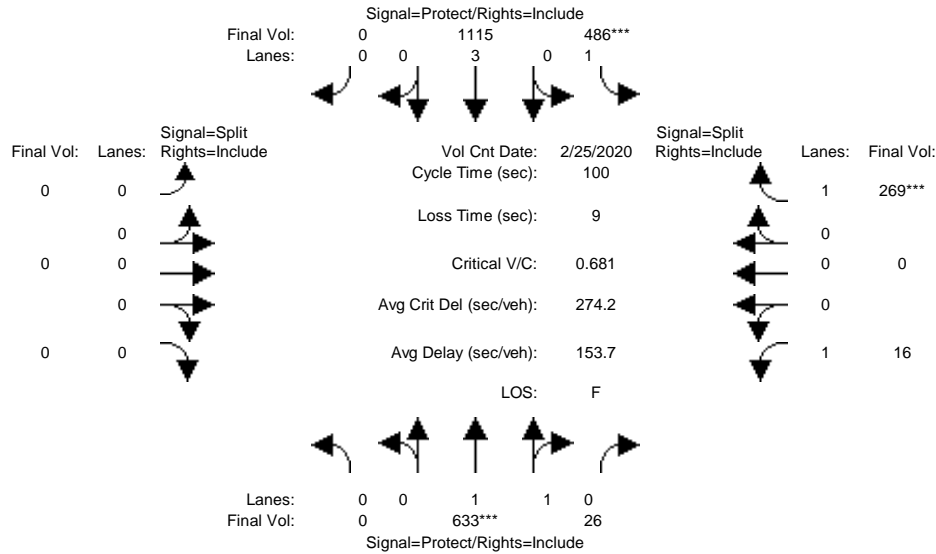 Signal=Protect/Rights=Include
Final Vol: 0 1115 486***
Lanes: 0 0 3 0 1
Signal=Split Signal=Split
Final Vol: Lanes: Rights=Include Vol Cnt Date: 2/25/2020 Rights=Include Lanes: Final Vol:
Cycle Time (sec): 100
0 0 1 269***
Loss Time (sec): 9
0 0
0 0 Critical V/C: 0.681 0 0
0 Avg Crit Del (sec/veh): 274.2 0
0 0 Avg Delay (sec/veh): 153.7 1 16
LOS: F
Lanes: 0 0 1 1 0
Final Vol: 0 633*** 26
Signal=Protect/Rights=Include